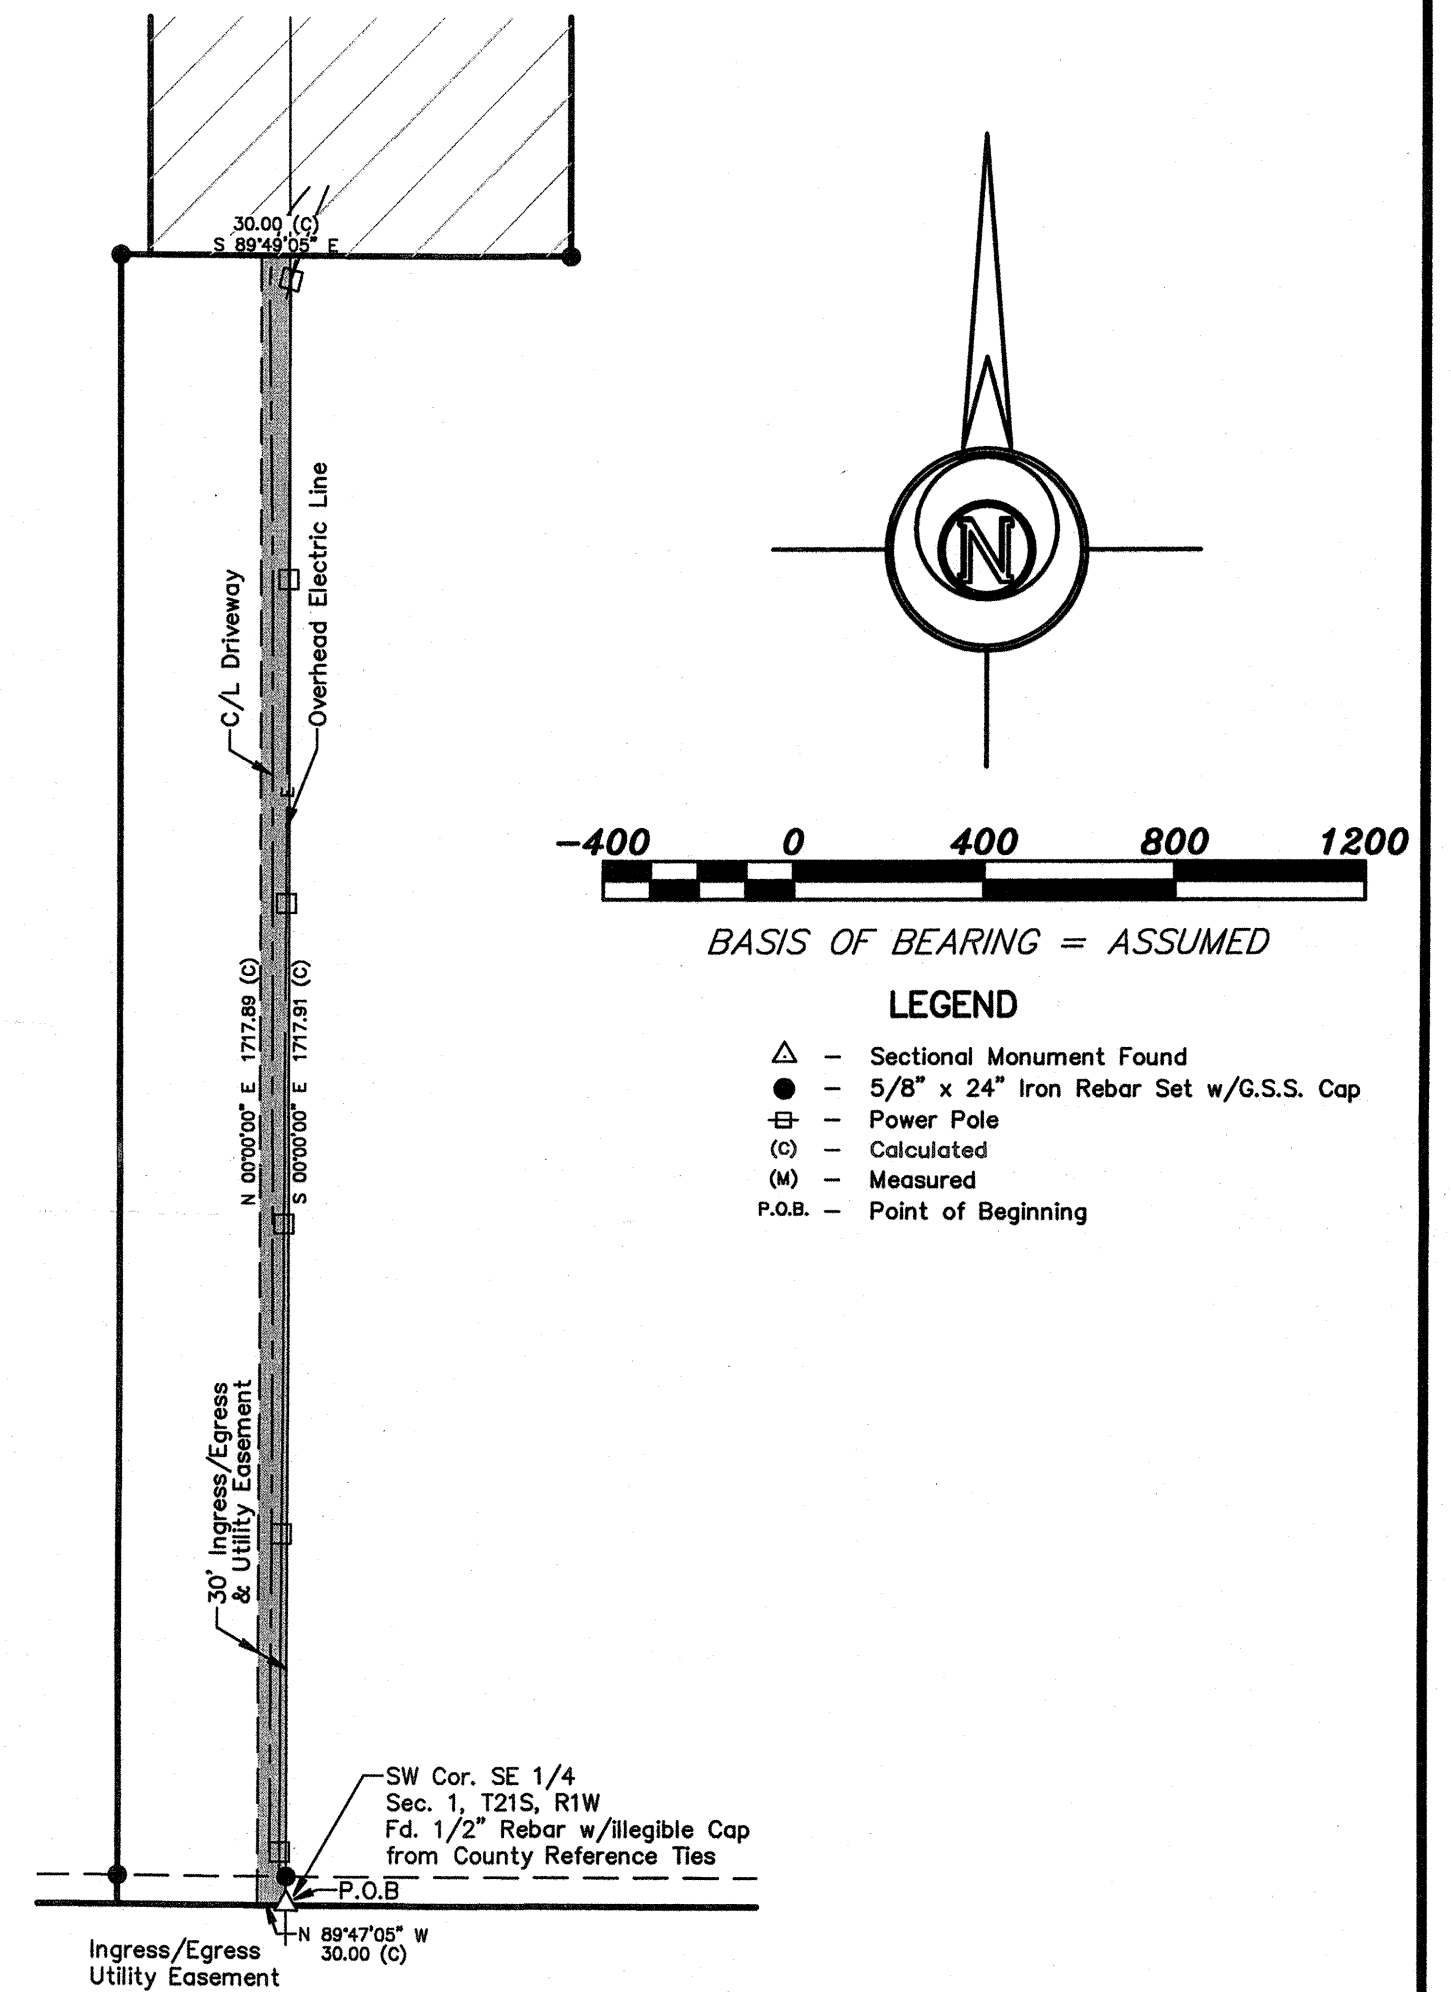 30.00 (C)
S 89°49'05" E
C/L Driveway
Overhead Electric Line
E
N 00°00'00" E 1717.89 (C)
S 00°00'00" E 1717.91 (C)
30' Ingress/Egress
& Utility Easement
N
-400 0 400 800 1200
BASIS OF BEARING = ASSUMED
LEGEND
– Sectional Monument Found
– 5/8" x 24" Iron Rebar Set w/G.S.S. Cap
– Power Pole
(C) – Calculated
(M) – Measured
P.O.B. – Point of Beginning
SW Cor. SE 1/4
Sec. 1, T21S, R1W
Fd. 1/2" Rebar w/illegible Cap
from County Reference Ties
P.O.B
N 89°47'05" W
30.00 (C)
Ingress/Egress
Utility Easement